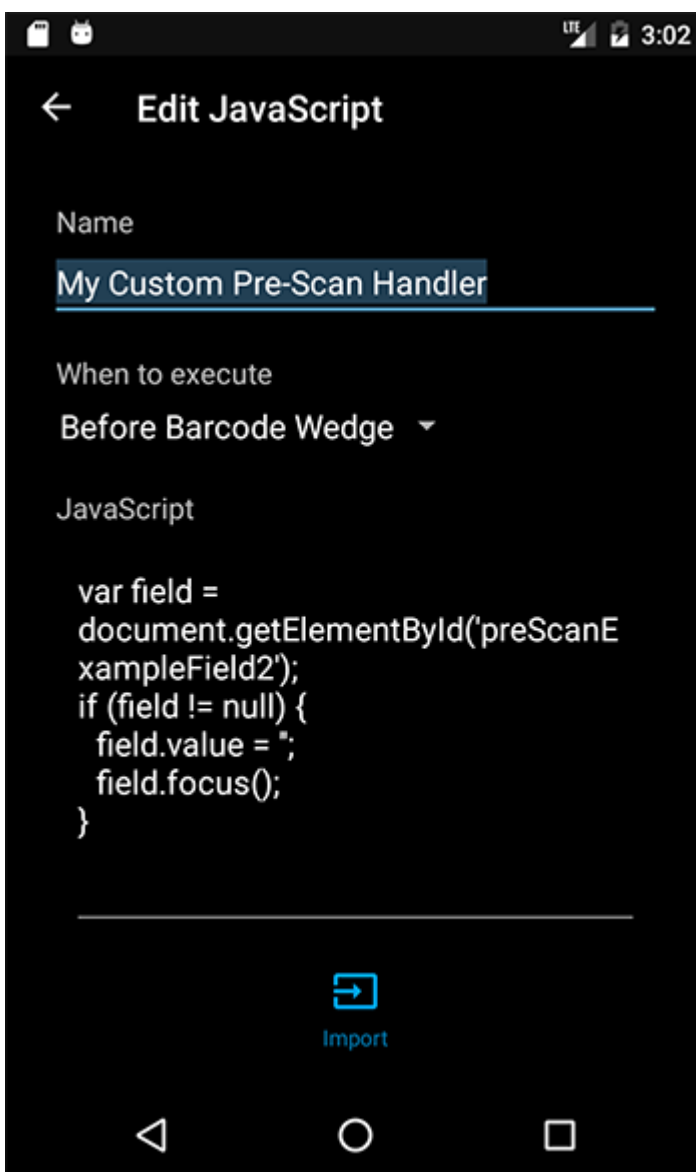 LTE 3:02
Edit JavaScript
Name
My Custom Pre-Scan Handler
When to execute
Before Barcode Wedge
JavaScript
var field =
document.getElementById('preScanE
xampleField2');
if (field != null) {
  field.value = '';
  field.focus();
}
Import